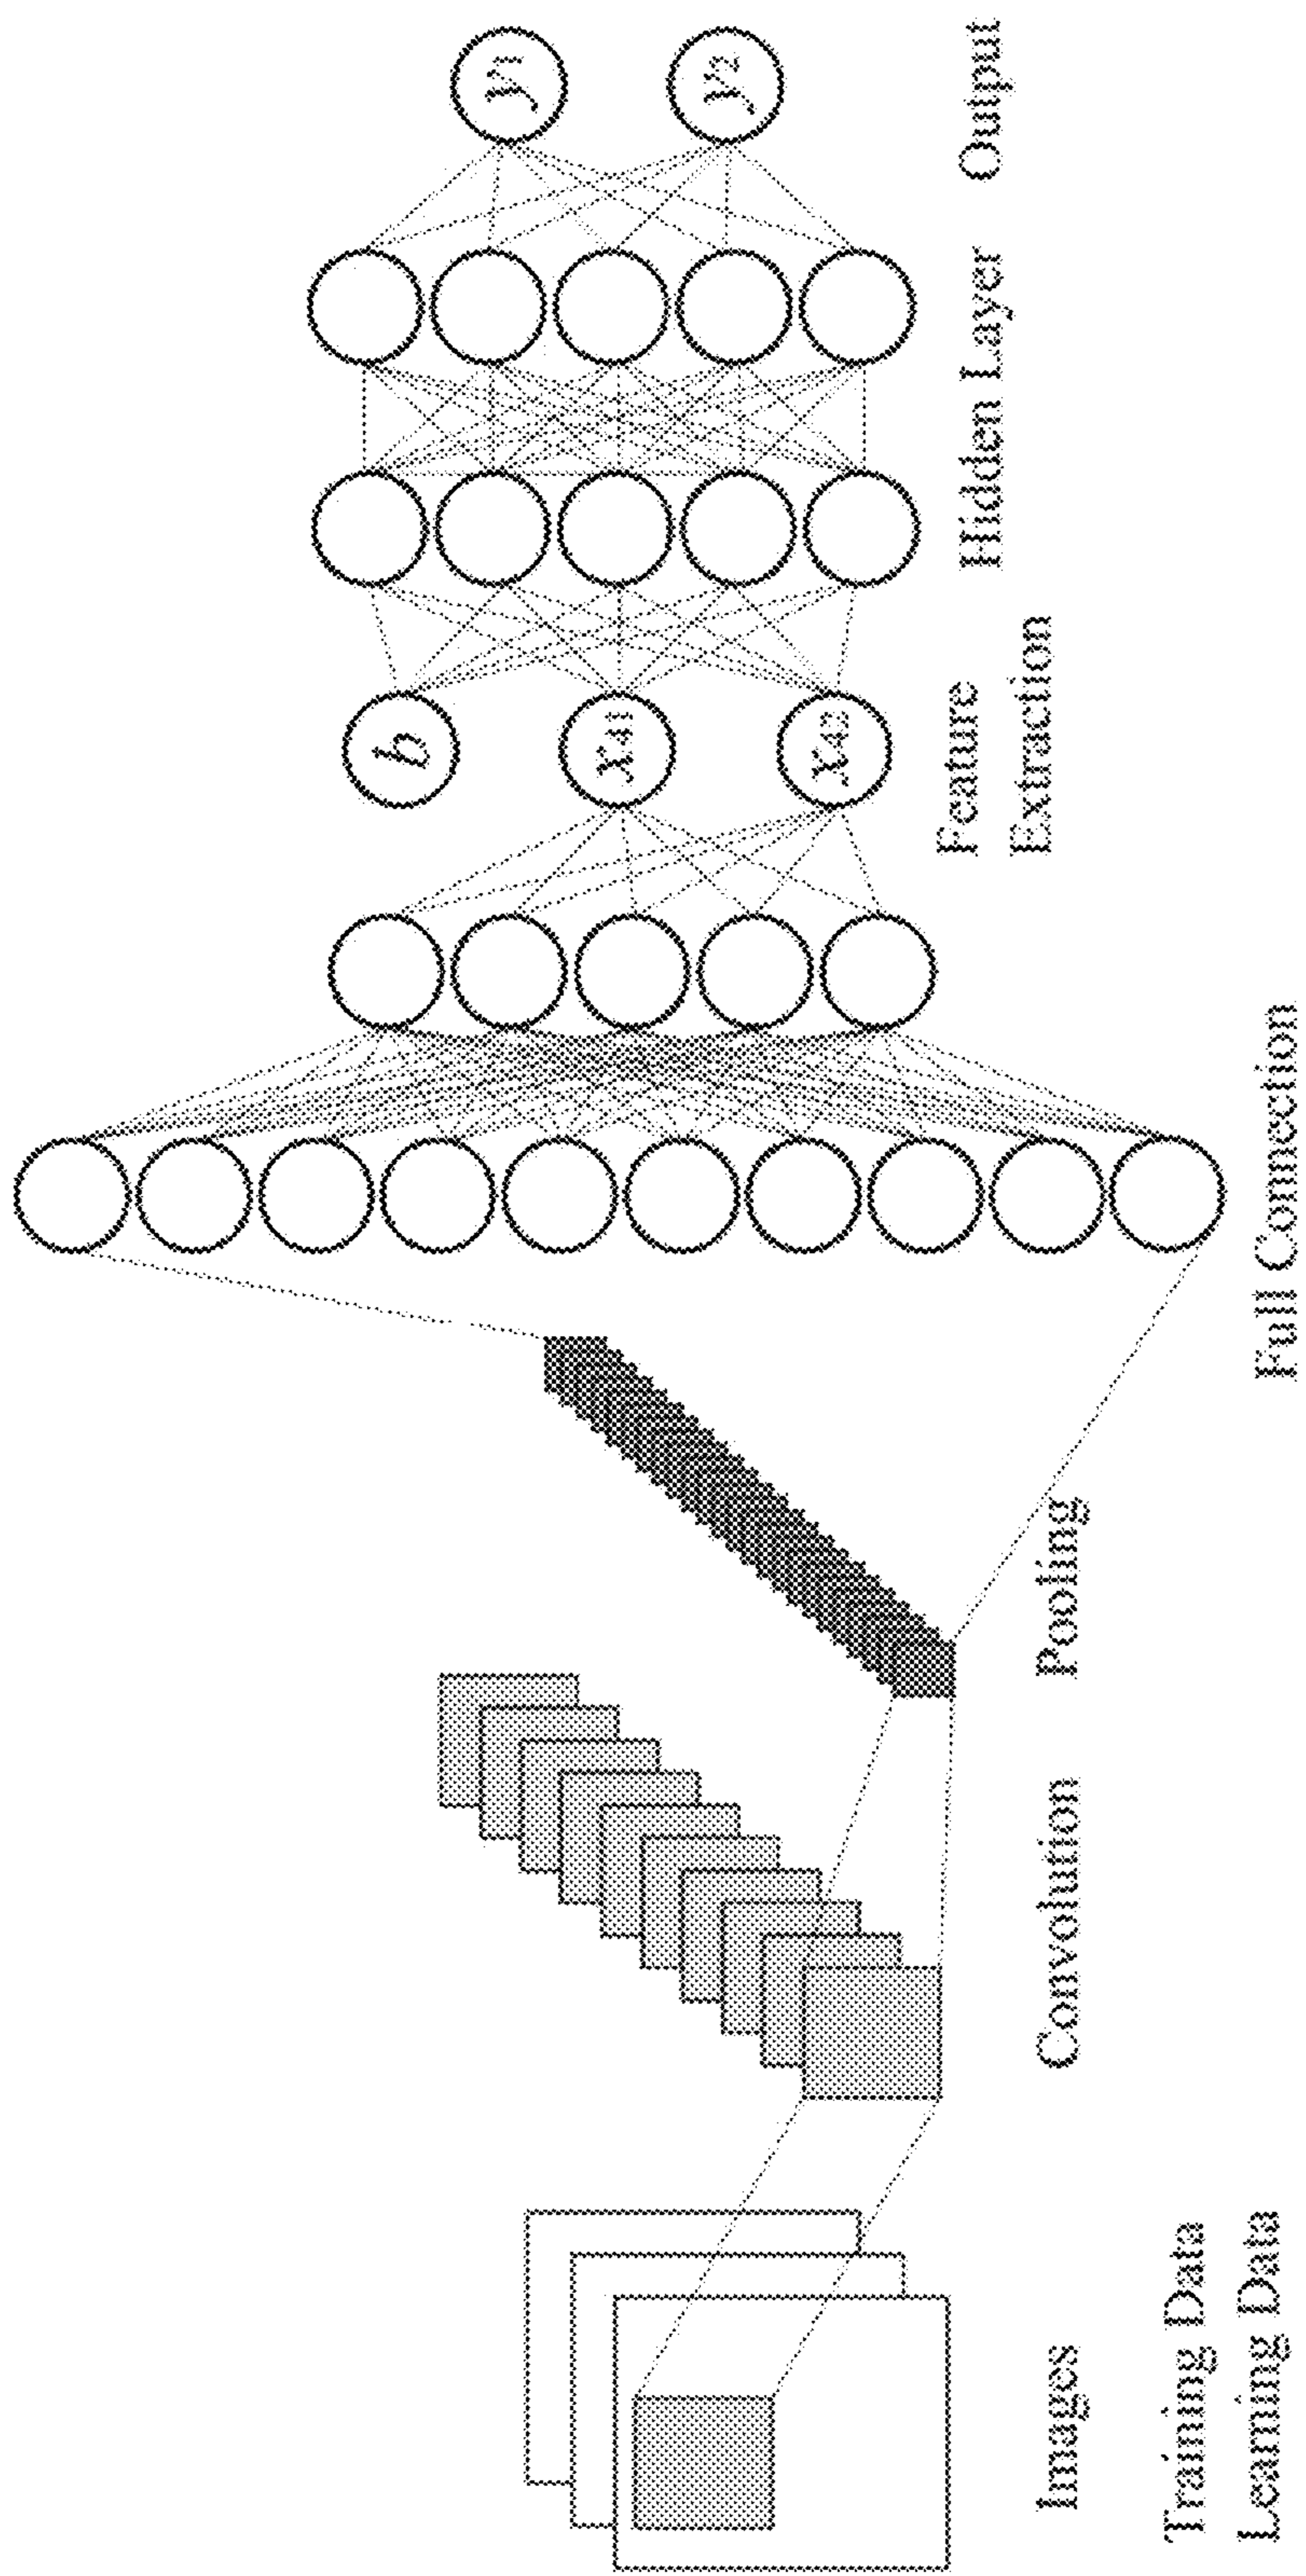 Images
Training Data
Learning Data
Convolution
Pooling
Full Connection
Feature
Extraction
Hidden Layer
Output
b
x41
x42
y1
y2